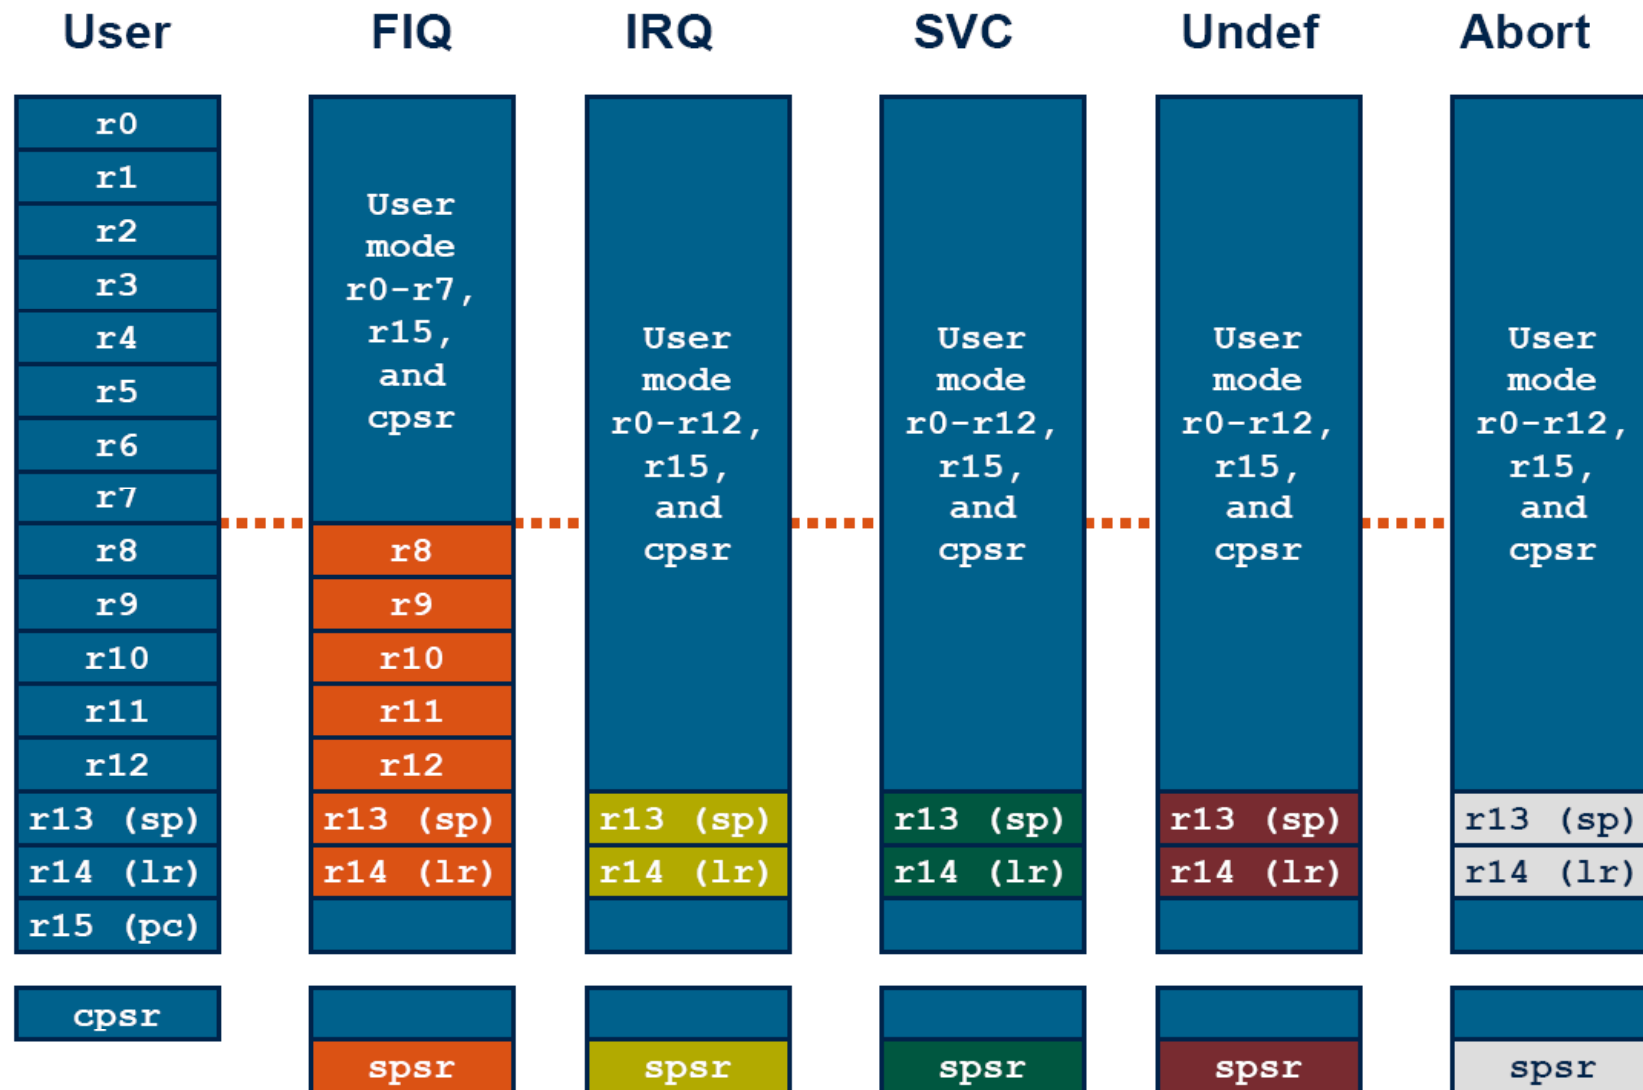 User
FIQ
IRQ
SVC
Undef
Abort
r0
r1
r2
r3
r4
r5
r6
r7
r8
r9
r10
r11
r12
r13 (sp)
r14 (lr)
r15 (pc)
cpsr
User
mode
r0-r7,
r15,
and
cpsr
r8
r9
r10
r11
r12
r13 (sp)
r14 (lr)
spsr
User
mode
r0-r12,
r15,
and
cpsr
r13 (sp)
r14 (lr)
spsr
User
mode
r0-r12,
r15,
and
cpsr
r13 (sp)
r14 (lr)
spsr
User
mode
r0-r12,
r15,
and
cpsr
r13 (sp)
r14 (lr)
spsr
User
mode
r0-r12,
r15,
and
cpsr
r13 (sp)
r14 (lr)
spsr